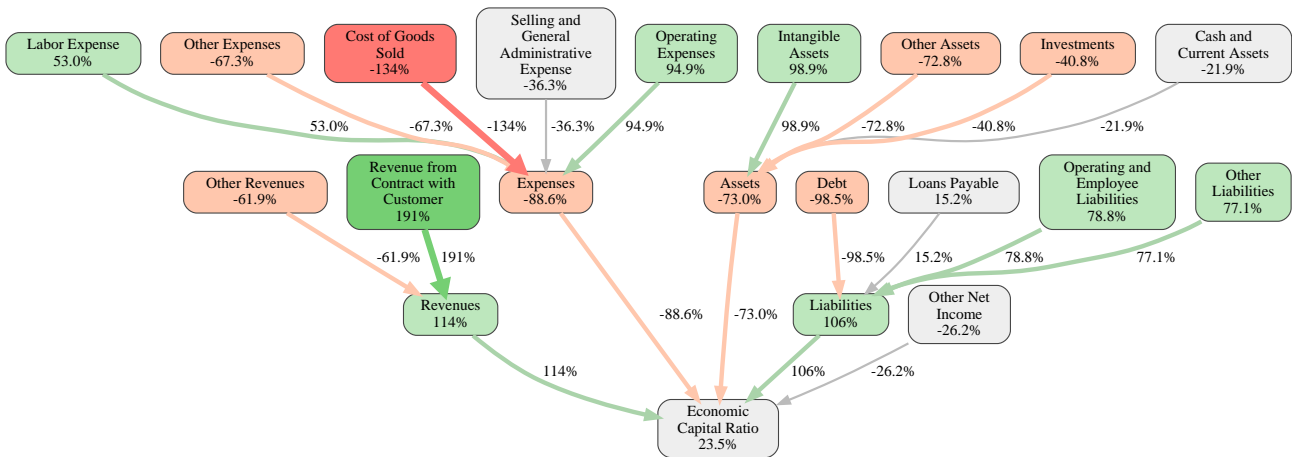 Labor Expense
53.0%
Other Expenses
-67.3%
Cost of Goods
Sold
-134%
Selling and
General
Administrative
Expense
-36.3%
Operating
Expenses
94.9%
Intangible
Assets
98.9%
Other Assets
-72.8%
Investments
-40.8%
Cash and
Current Assets
-21.9%
53.0%
-67.3%
-134%
-36.3%
94.9%
98.9%
-72.8%
-40.8%
-21.9%
Other Revenues
-61.9%
Revenue from
Contract with
Customer
191%
Expenses
-88.6%
Assets
-73.0%
Debt
-98.5%
Loans Payable
15.2%
Operating and
Employee
Liabilities
78.8%
Other
Liabilities
77.1%
-61.9%
191%
-98.5%
15.2%
78.8%
77.1%
Revenues
114%
-88.6%
-73.0%
Liabilities
106%
Other Net
Income
-26.2%
114%
106%
-26.2%
Economic
Capital Ratio
23.5%